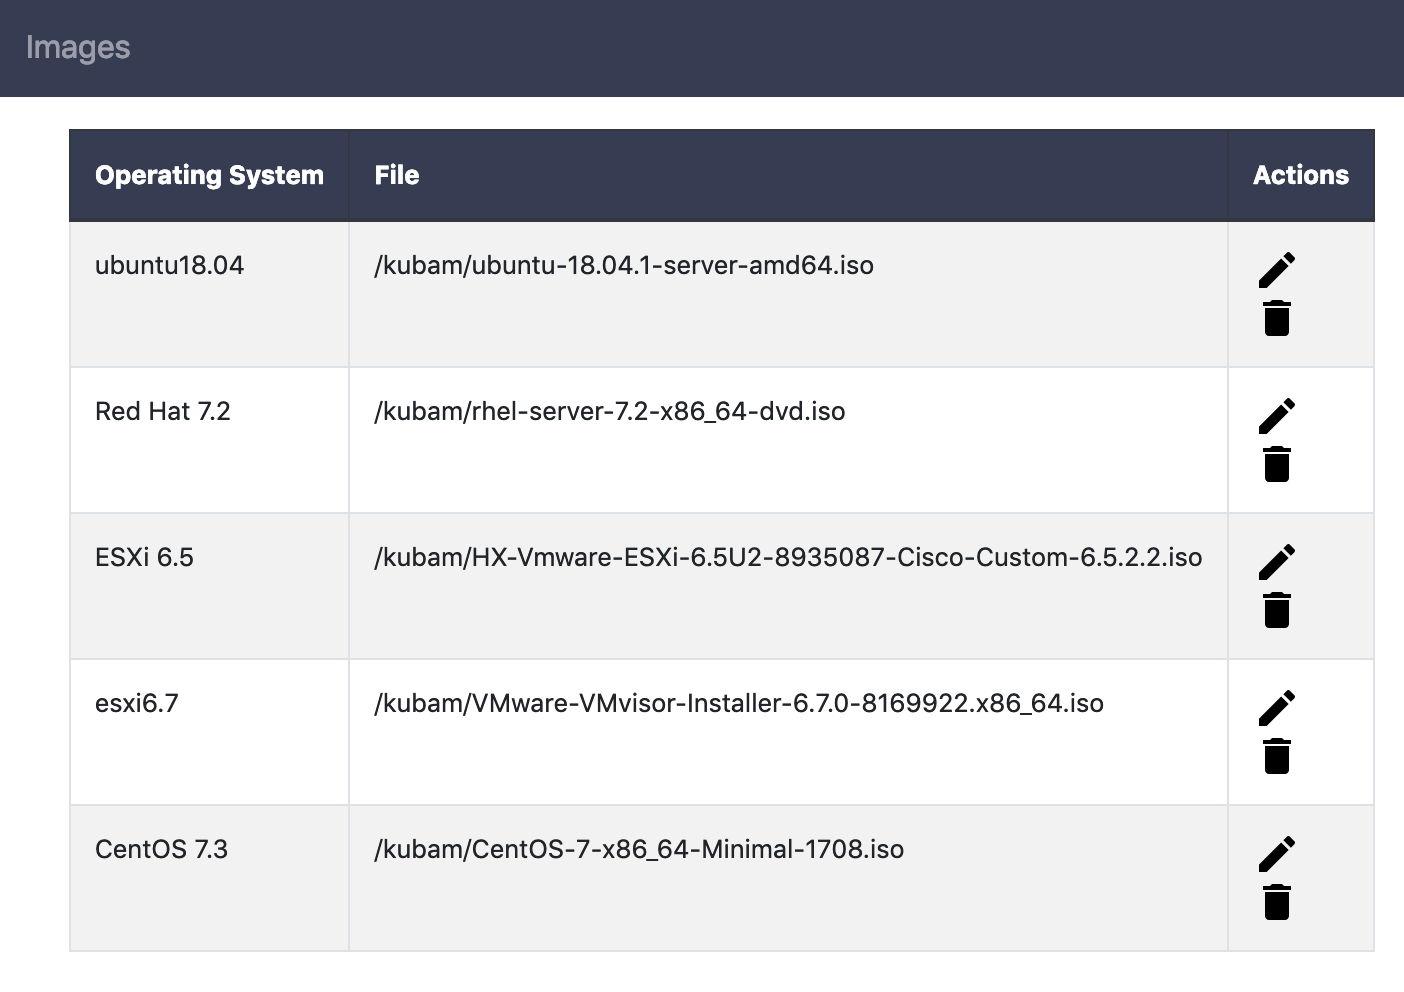 Images
Operating System File Actions
ubuntu18.04 /kubam/ubuntu-18.04.1-server-amd64.iso
Red Hat 7.2 /kubam/rhel-server-7.2-x86_64-dvd.iso
ESXi 6.5 /kubam/HX-Vmware-ESXi-6.5U2-8935087-Cisco-Custom-6.5.2.2.iso
esxi6.7 /kubam/VMware-VMvisor-Installer-6.7.0-8169922.x86_64.iso
CentOS 7.3 /kubam/CentOS-7-x86_64-Minimal-1708.iso